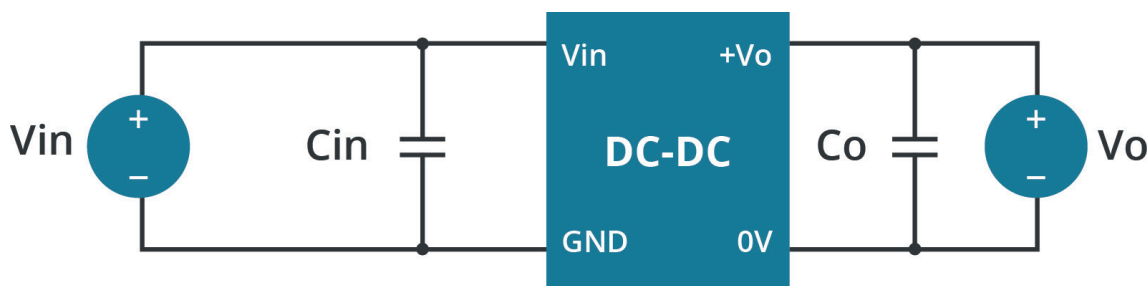 Vin
+
−
Cin
Vin
+Vo
DC-DC
GND
0V
Co
+
−
Vo